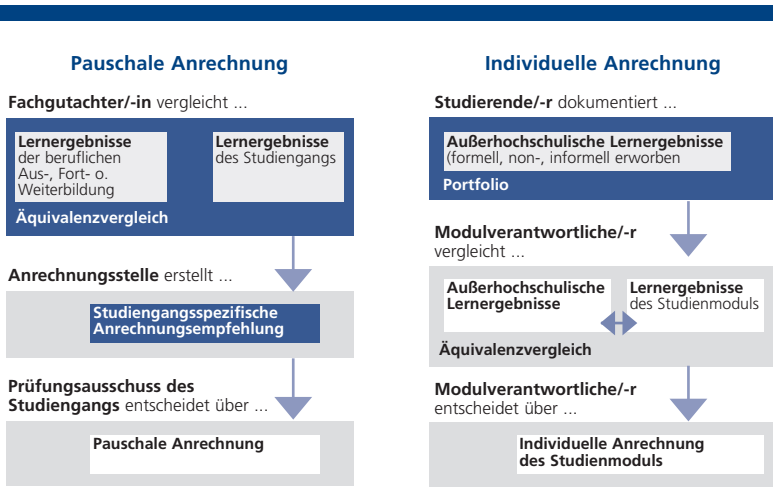 Pauschale Anrechnung
Fachgutachter/-in vergleicht ...
Lernergebnisse
der beruflichen
Aus-, Fort- o.
Weiterbildung
Lernergebnisse
des Studiengangs
Äquivalenzvergleich
Anrechnungsstelle erstellt ...
Studiengangsspezifische
Anrechnungsempfehlung
Prüfungsausschuss des
Studiengangs entscheidet über ...
Pauschale Anrechnung
Individuelle Anrechnung
Studierende/-r dokumentiert ...
Außerhochschulische Lernergebnisse
(formell, non-, informell erworben
Portfolio
Modulverantwortliche/-r
vergleicht ...
Außerhochschulische
Lernergebnisse
Lernergebnisse
des Studienmoduls
Äquivalenzvergleich
Modulverantwortliche/-r
entscheidet über ...
Individuelle Anrechnung
des Studienmoduls